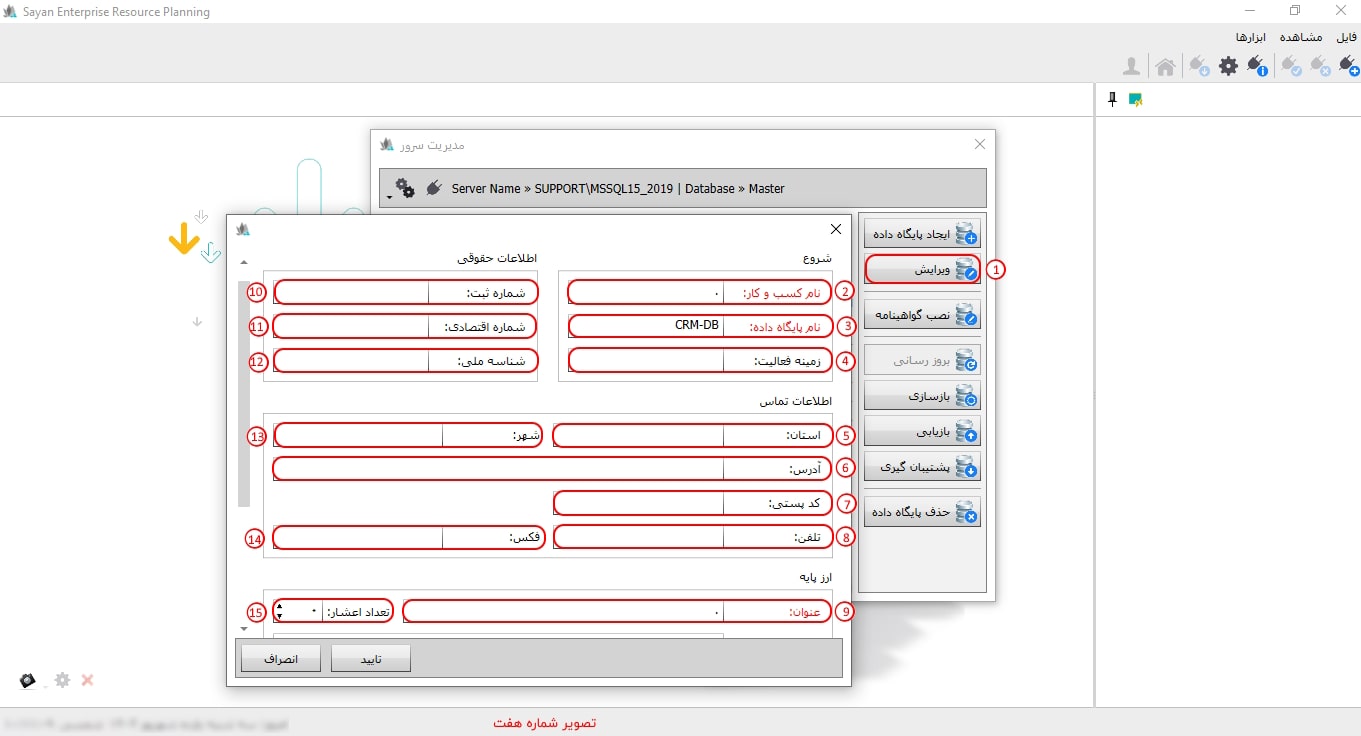 Sayan Enterprise Resource Planning
فایل مشاهده ابزارها
مدیریت سرور
Server Name » SUPPORT\MSSQL15_2019 | Database » Master
ایجاد پایگاه داده
ویرایش 1
نصب گواهینامه
بروز رسانی
بازسازی
بازیابی
پشتیبان گیری
حذف پایگاه داده
شروع
2 نام کسب و کار: .
3 نام پایگاه داده: CRM-DB
4 زمینه فعالیت:
اطلاعات حقوقی
شماره ثبت: 10
شماره اقتصادی: 11
شناسه ملی: 12
اطلاعات تماس
5 استان: شهر: 13
6 آدرس:
7 کد پستی:
8 تلفن: فکس: 14
ارز پایه
9 عنوان: . تعداد اعشار: ۰ 15
تایید انصراف
تصویر شماره هفت